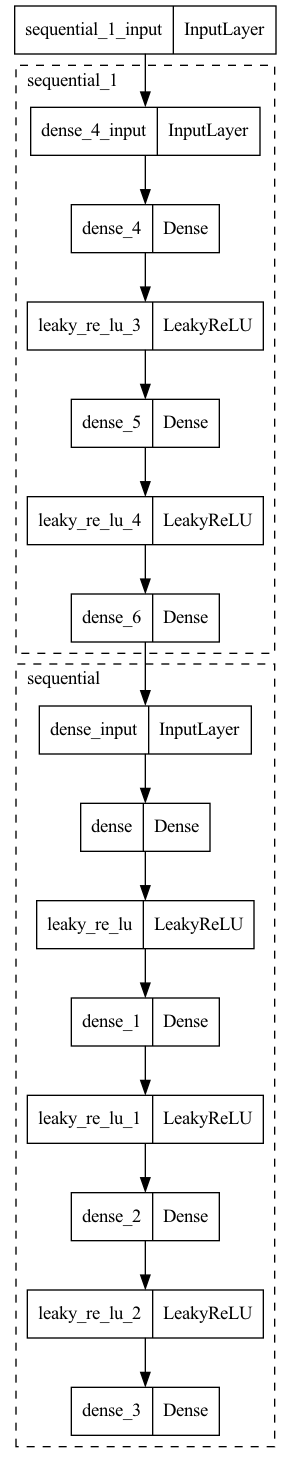 sequential_1_input InputLayer
sequential_1
dense_4_input InputLayer
dense_4 Dense
leaky_re_lu_3 LeakyReLU
dense_5 Dense
leaky_re_lu_4 LeakyReLU
dense_6 Dense
sequential
dense_input InputLayer
dense Dense
leaky_re_lu LeakyReLU
dense_1 Dense
leaky_re_lu_1 LeakyReLU
dense_2 Dense
leaky_re_lu_2 LeakyReLU
dense_3 Dense